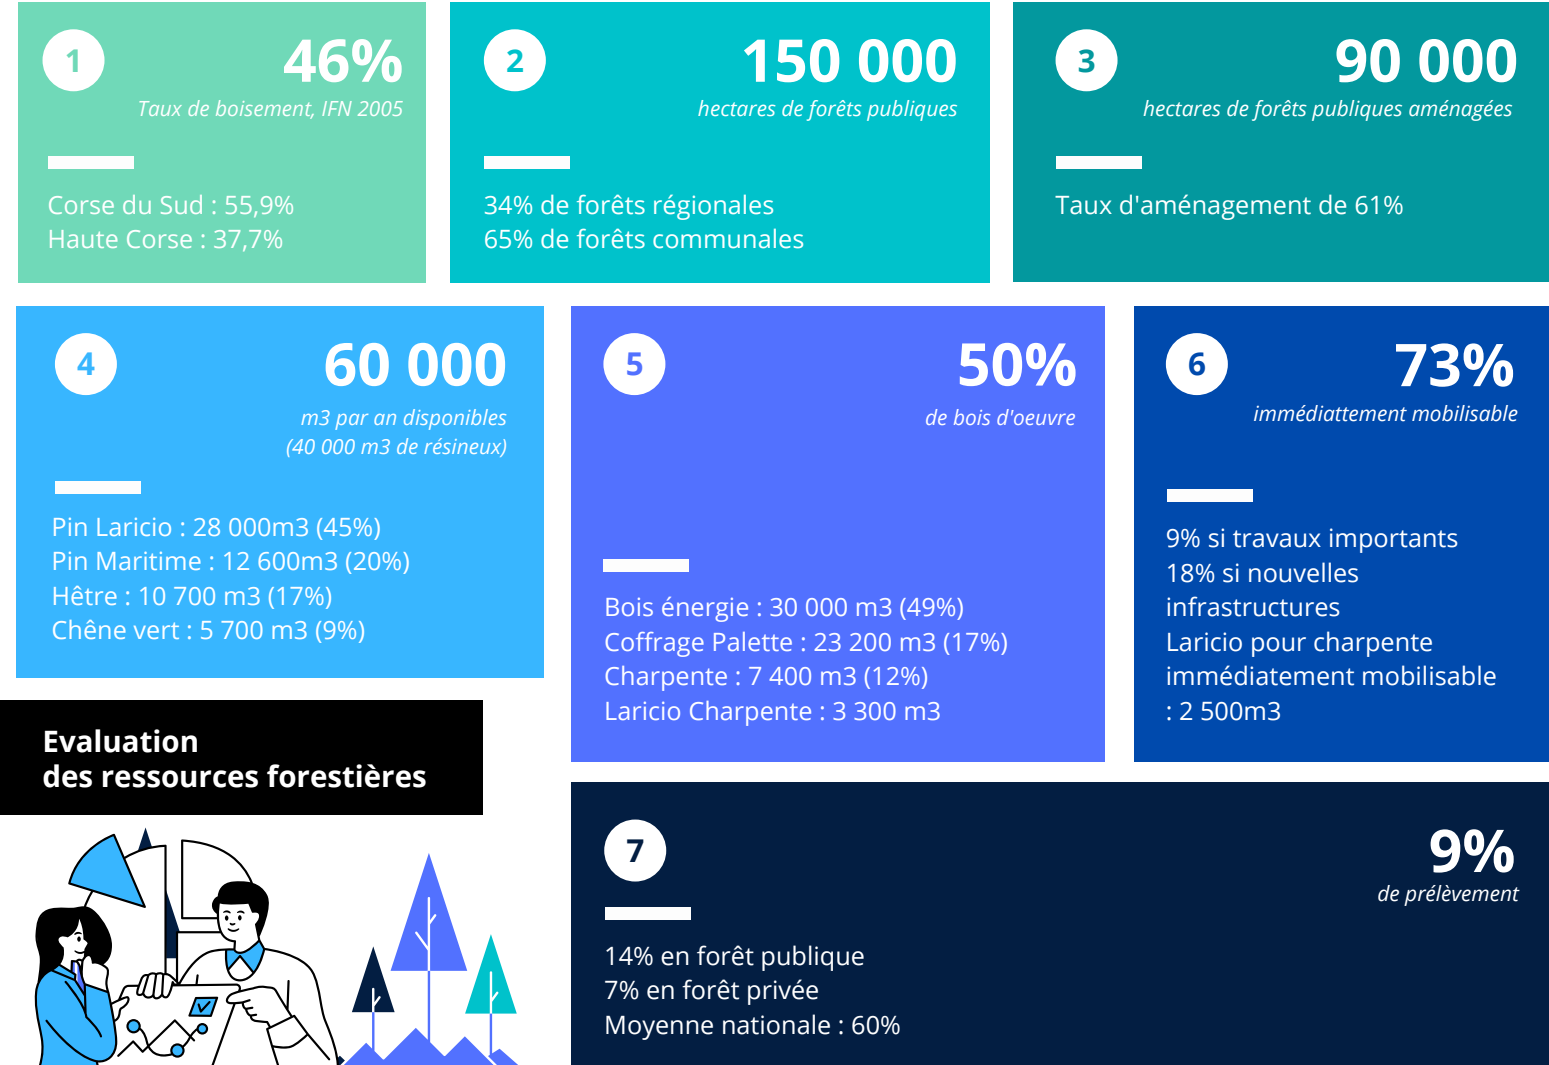 1
46%
Taux de boisement, IFN 2005
Corse du Sud : 55,9%
Haute Corse : 37,7%
2
150 000
hectares de forêts publiques
34% de forêts régionales
65% de forêts communales
3
90 000
hectares de forêts publiques aménagées
Taux d'aménagement de 61%
4
60 000
m3 par an disponibles
(40 000 m3 de résineux)
Pin Laricio : 28 000m3 (45%)
Pin Maritime : 12 600m3 (20%)
Hêtre : 10 700 m3 (17%)
Chêne vert : 5 700 m3 (9%)
5
50%
de bois d'oeuvre
Bois énergie : 30 000 m3 (49%)
Coffrage Palette : 23 200 m3 (17%)
Charpente : 7 400 m3 (12%)
Laricio Charpente : 3 300 m3
6
73%
immédiattement mobilisable
9% si travaux importants
18% si nouvelles
infrastructures
Laricio pour charpente
immédiatement mobilisable
: 2 500m3
Evaluation
des ressources forestières
7
9%
de prélèvement
14% en forêt publique
7% en forêt privée
Moyenne nationale : 60%